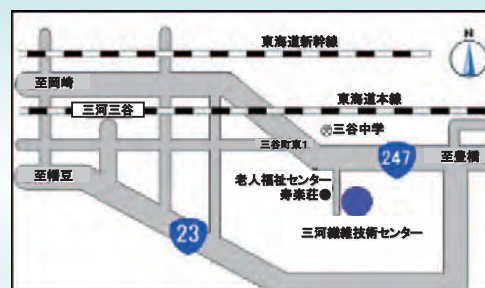 東海道新幹線
N
至岡崎
東海道本線
三河三谷
三谷中学
三谷町東1
247
至豊橋
至幡豆
老人福祉センター
寿楽荘
23
三河繊維技術センター